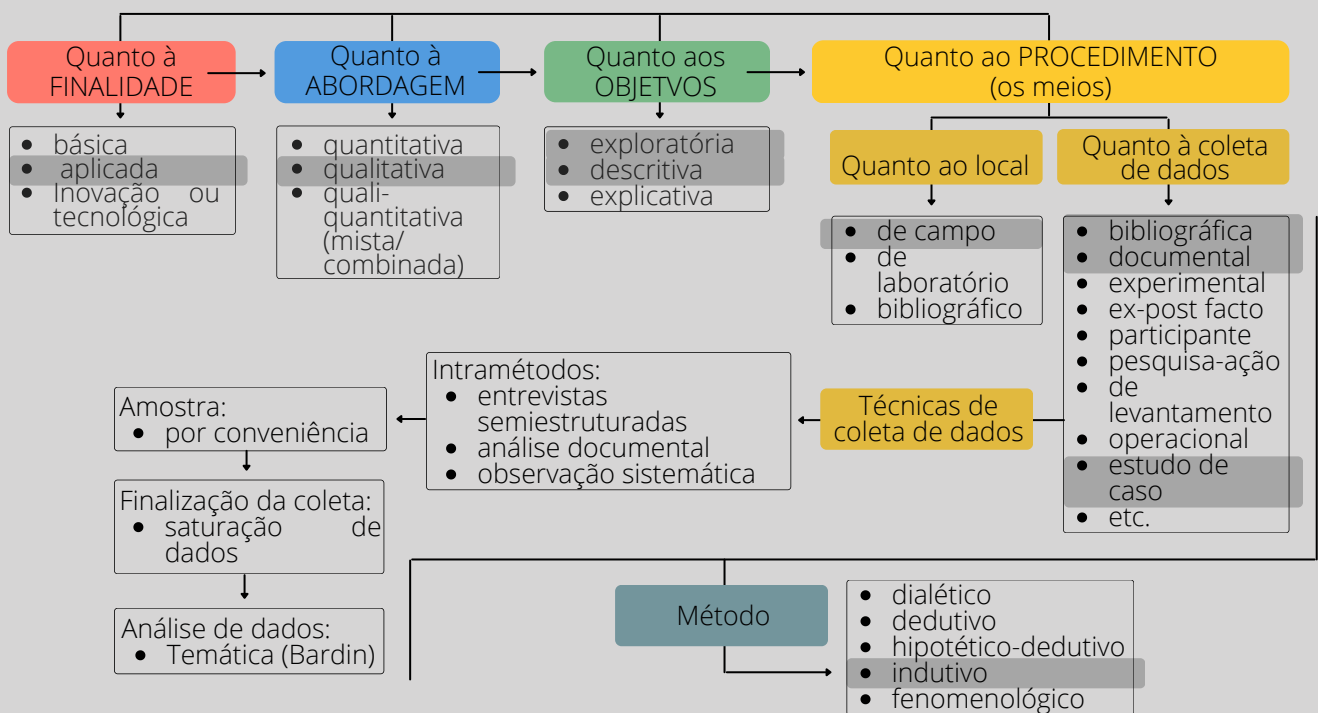 Quanto à
FINALIDADE
Quanto à
ABORDAGEM
Quanto aos
OBJETVOS
Quanto ao PROCEDIMENTO
(os meios)
• básica
• aplicada
• Inovação ou
tecnológica
• quantitativa
• qualitativa
• quali-
quantitativa
(mista/
combinada)
• exploratória
• descritiva
• explicativa
Quanto ao local
Quanto à coleta
de dados
• de campo
• de
laboratório
• bibliográfico
• bibliográfica
• documental
• experimental
• ex-post facto
• participante
• pesquisa-ação
• de
levantamento
• operacional
• estudo de
caso
• etc.
Técnicas de
coleta de dados
Intramétodos:
• entrevistas
semiestruturadas
• análise documental
• observação sistemática
Amostra:
• por conveniência
Finalização da coleta:
• saturação de
dados
Análise de dados:
• Temática (Bardin)
Método
• dialético
• dedutivo
• hipotético-dedutivo
• indutivo
• fenomenológico